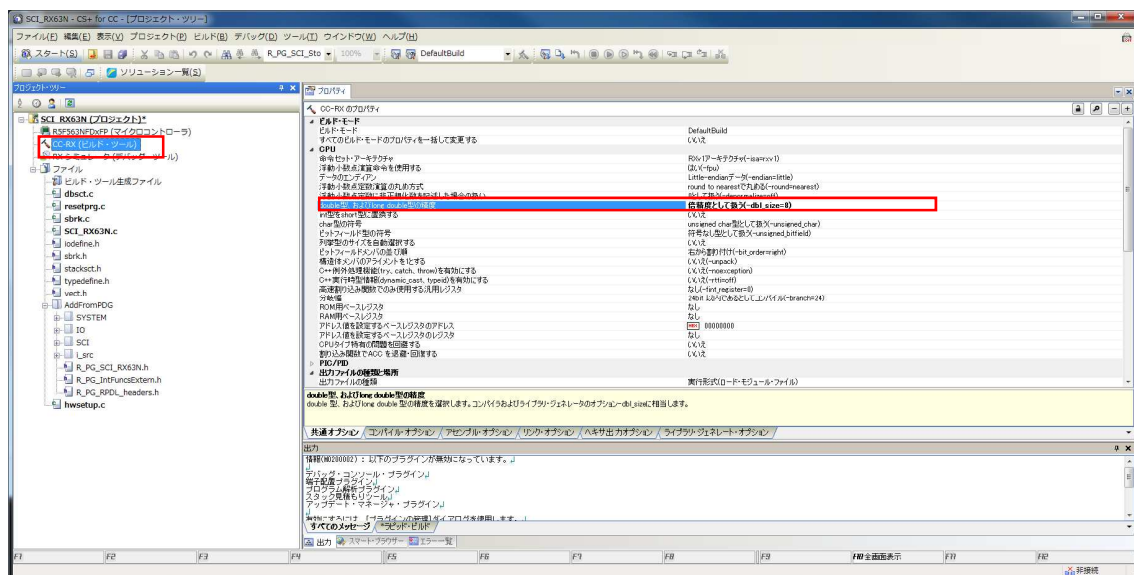 SCI_RX63N - CS+ for CC - [プロジェクト・ツリー]
ファイル(F) 編集(E) 表示(V) プロジェクト(P) ビルド(B) デバッグ(D) ツール(T) ウインドウ(W) ヘルプ(H)
スタート(S) R_PG_SCI_Sto 100% DefaultBuild
ソリューション一覧(S)
プロジェクト・ツリー
SCI_RX63N (プロジェクト)*
R5F563NFDxFP (マイクロコントローラ)
CC-RX (ビルド・ツール)
RX シミュレータ (デバッグ・ツール)
ファイル
ビルド・ツール生成ファイル
dbsct.c
resetprg.c
sbrk.c
SCI_RX63N.c
iodefine.h
sbrk.h
stacksct.h
typedefine.h
vect.h
AddFromPDG
SYSTEM
IO
SCI
i_src
R_PG_SCI_RX63N.h
R_PG_IntFuncsExtern.h
R_PG_RPDL_headers.h
hwsetup.c
プロパティ
CC-RX のプロパティ
ビルド・モード
ビルド・モード DefaultBuild
すべてのビルド・モードのプロパティを一括して変更する いいえ
CPU
命令セット・アーキテクチャ RXv1アーキテクチャ(-isa=rxv1)
浮動小数点演算命令を使用する はい(-fpu)
データのエンディアン Little-endianデータ(-endian=little)
浮動小数点定数演算の丸め方式 round to nearestで丸める(-round=nearest)
double型、およびlong double型の精度 倍精度として扱う(-dbl_size=8)
int型をshort型に置換する いいえ
char型の符号 unsigned char型として扱う(-unsigned_char)
ビットフィールド型の符号 符号なし型として扱う(-unsigned_bitfield)
列挙型のサイズを自動選択する いいえ
ビットフィールドメンバの並び順 右から割り付け(-bit_order=right)
構造体メンバのアライメントを1とする いいえ(-unpack)
C++例外処理機能(try, catch, throw)を有効にする いいえ(-noexception)
C++実行時型情報(dynamic_cast, typeid)を有効にする いいえ(-rtti=off)
高速割り込み関数でのみ使用する汎用レジスタ なし(-fint_register=0)
分岐幅 24bit 以内であるとしてコンパイル(-branch=24)
ROM用ベースレジスタ なし
RAM用ベースレジスタ なし
アドレス値を設定するベースレジスタのアドレス HEX 00000000
アドレス値を設定するベースレジスタのレジスタ なし
CPUタイプ特有の問題を回避する いいえ
割り込み関数でACC を退避・回復する いいえ
PIC/PID
出力ファイルの種類と場所
出力ファイルの種類 実行形式(ロード・モジュール・ファイル)
double型、およびlong double型の精度
double 型、およびlong double 型の精度を選択します。コンパイラおよびライブラリ・ジェネレータのオプション-dbl_sizeに相当します。
共通オプション コンパイル・オプション アセンブル・オプション リンク・オプション ヘキサ出力オプション ライブラリ・ジェネレート・オプション
出力
情報(M0200002) : 以下のプラグインが無効になっています。
デバッグ・コンソール・プラグイン
端子配置プラグイン
プログラム解析プラグイン
スタック見積もりツール
アップデート・マネージャ・プラグイン
有効にするには、[プラグインの管理]ダイアログを使用します。
すべてのメッセージ *ラピッド・ビルド
出力 スマート・ブラウザー エラー一覧
F1 F2 F3 F4 F5 F6 F7 F8 F9 F10 全画面表示 F11 F12
非接続